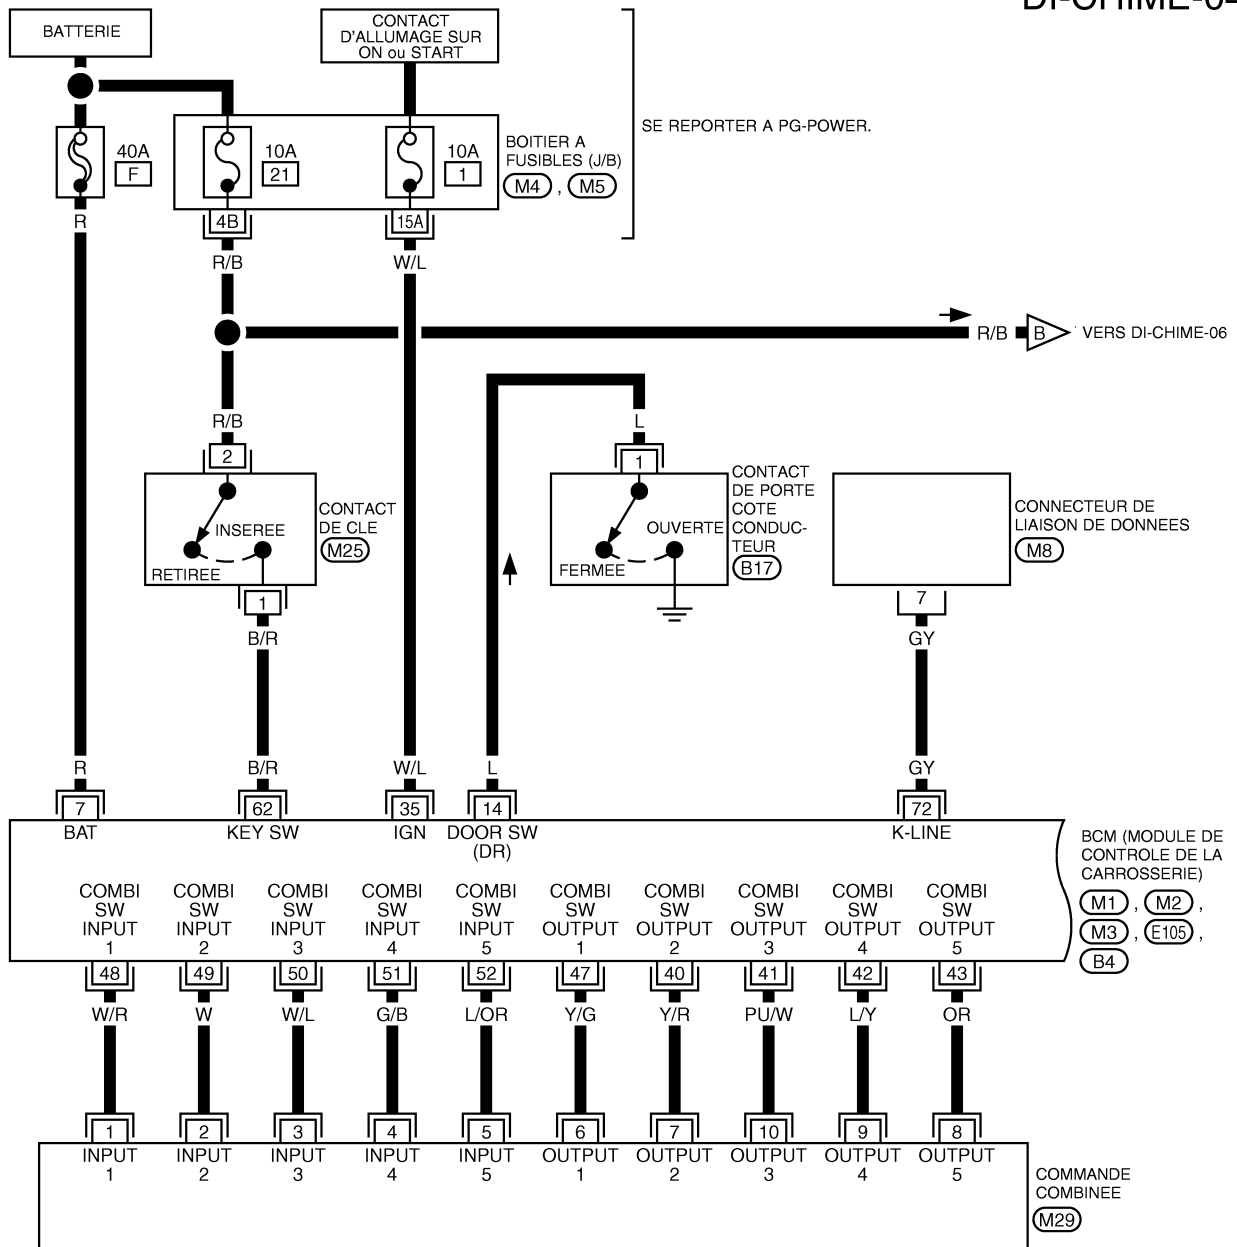 DI-CHIME-04
BATTERIE
CONTACT
D'ALLUMAGE SUR
ON ou START
SE REPORTER A PG-POWER.
40A
F
10A
21
10A
1
BOITIER A
FUSIBLES (J/B)
M4 , M5
R
4B
15A
R/B
W/L
R/B
B
VERS DI-CHIME-06
R/B
L
2
1
CONTACT
DE CLE
M25
INSEREE
RETIREE
CONTACT
DE PORTE
COTE
CONDUC-
TEUR
B17
OUVERTE
FERMEE
CONNECTEUR DE
LIAISON DE DONNEES
M8
1
7
B/R
GY
R
B/R
W/L
L
GY
7
62
35
14
72
BAT
KEY SW
IGN
DOOR SW
(DR)
K-LINE
BCM (MODULE DE
CONTROLE DE LA
CARROSSERIE)
M1 , M2 ,
M3 , E105 ,
B4
COMBI
SW
INPUT
1
COMBI
SW
INPUT
2
COMBI
SW
INPUT
3
COMBI
SW
INPUT
4
COMBI
SW
INPUT
5
COMBI
SW
OUTPUT
1
COMBI
SW
OUTPUT
2
COMBI
SW
OUTPUT
3
COMBI
SW
OUTPUT
4
COMBI
SW
OUTPUT
5
48 49 50 51 52 47 40 41 42 43
W/R W W/L G/B L/OR Y/G Y/R PU/W L/Y OR
1 2 3 4 5 6 7 10 9 8
INPUT INPUT INPUT INPUT INPUT OUTPUT OUTPUT OUTPUT OUTPUT OUTPUT
1 2 3 4 5 1 2 3 4 5
COMMANDE
COMBINEE
M29